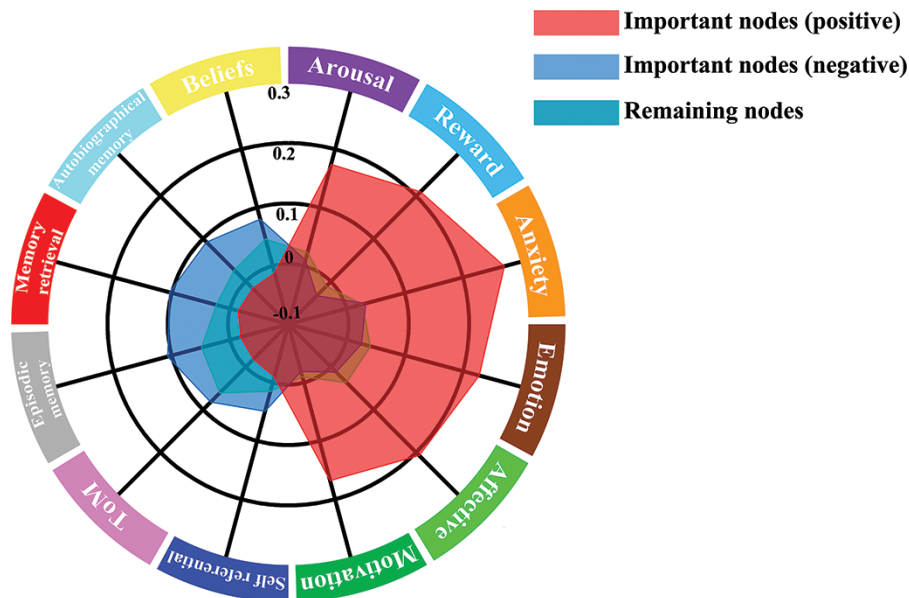 Important nodes (positive)
Important nodes (negative)
Remaining nodes
Beliefs
Arousal
Reward
Anxiety
Emotion
Affective
Motivation
Self referential
ToM
Episodic
memory
Memory
retrieval
Autobiographical
memory
0.3
0.2
0.1
0
-0.1